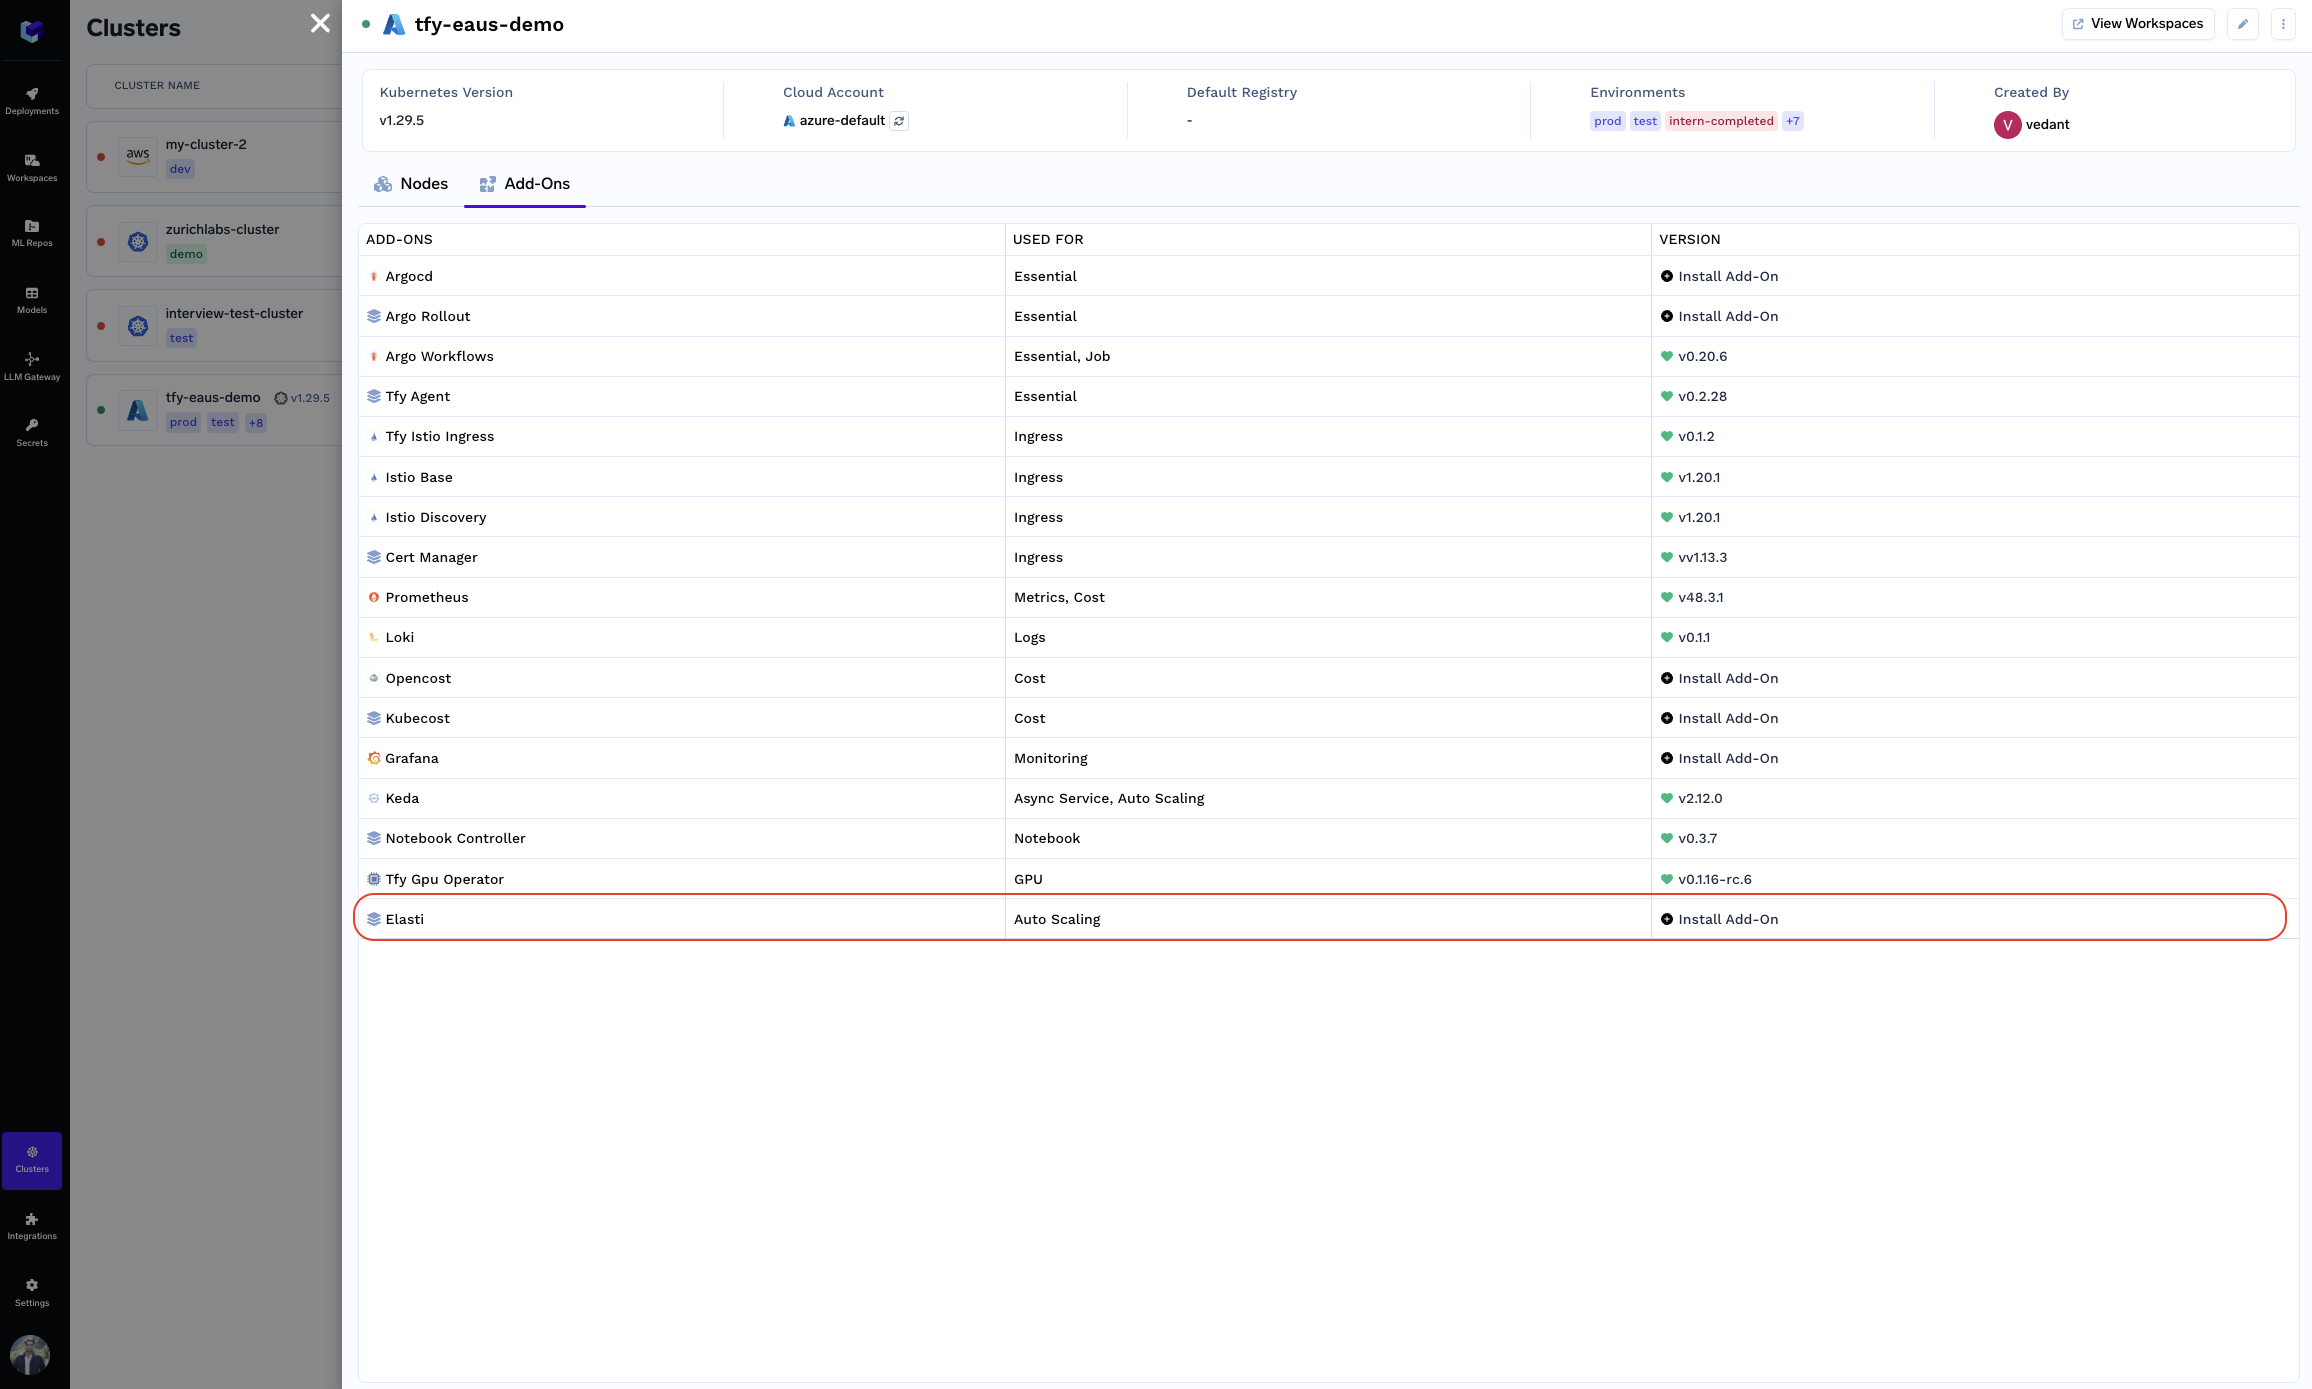 Clusters
tfy-eaus-demo
View Workspaces
Deployments
Workspaces
ML Repos
Models
LLM Gateway
Secrets
Clusters
Integrations
Settings
CLUSTER NAME
aws
my-cluster-2
dev
zurichlabs-cluster
demo
interview-test-cluster
test
tfy-eaus-demo v1.29.5
prod test +8
Kubernetes Version
v1.29.5
Cloud Account
azure-default
Default Registry
-
Environments
prod test intern-completed +7
Created By
V vedant
Nodes Add-Ons
ADD-ONS USED FOR VERSION
Argocd Essential Install Add-On
Argo Rollout Essential Install Add-On
Argo Workflows Essential, Job v0.20.6
Tfy Agent Essential v0.2.28
Tfy Istio Ingress Ingress v0.1.2
Istio Base Ingress v1.20.1
Istio Discovery Ingress v1.20.1
Cert Manager Ingress vv1.13.3
Prometheus Metrics, Cost v48.3.1
Loki Logs v0.1.1
Opencost Cost Install Add-On
Kubecost Cost Install Add-On
Grafana Monitoring Install Add-On
Keda Async Service, Auto Scaling v2.12.0
Notebook Controller Notebook v0.3.7
Tfy Gpu Operator GPU v0.1.16-rc.6
Elasti Auto Scaling Install Add-On